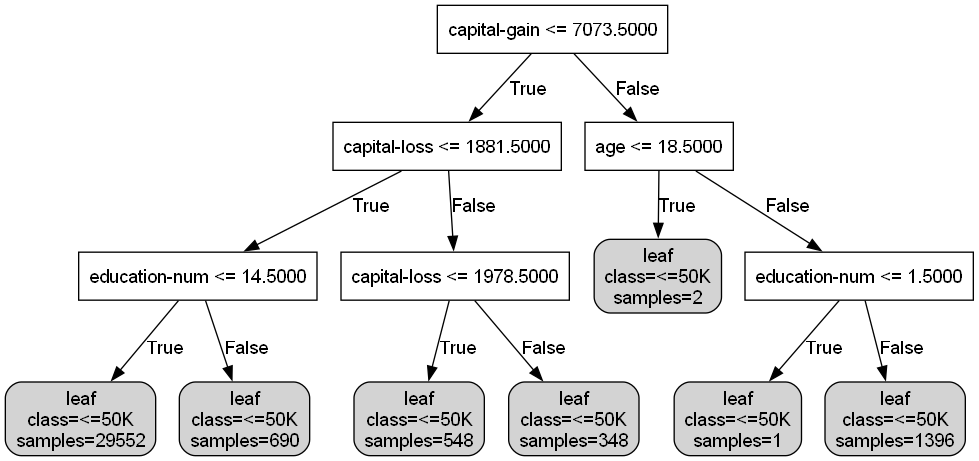 capital-gain <= 7073.5000
True
False
capital-loss <= 1881.5000
age <= 18.5000
True
False
True
False
education-num <= 14.5000
capital-loss <= 1978.5000
leaf
class=<=50K
samples=2
education-num <= 1.5000
True
False
True
False
True
False
leaf
class=<=50K
samples=29552
leaf
class=<=50K
samples=690
leaf
class=<=50K
samples=548
leaf
class=<=50K
samples=348
leaf
class=<=50K
samples=1
leaf
class=<=50K
samples=1396